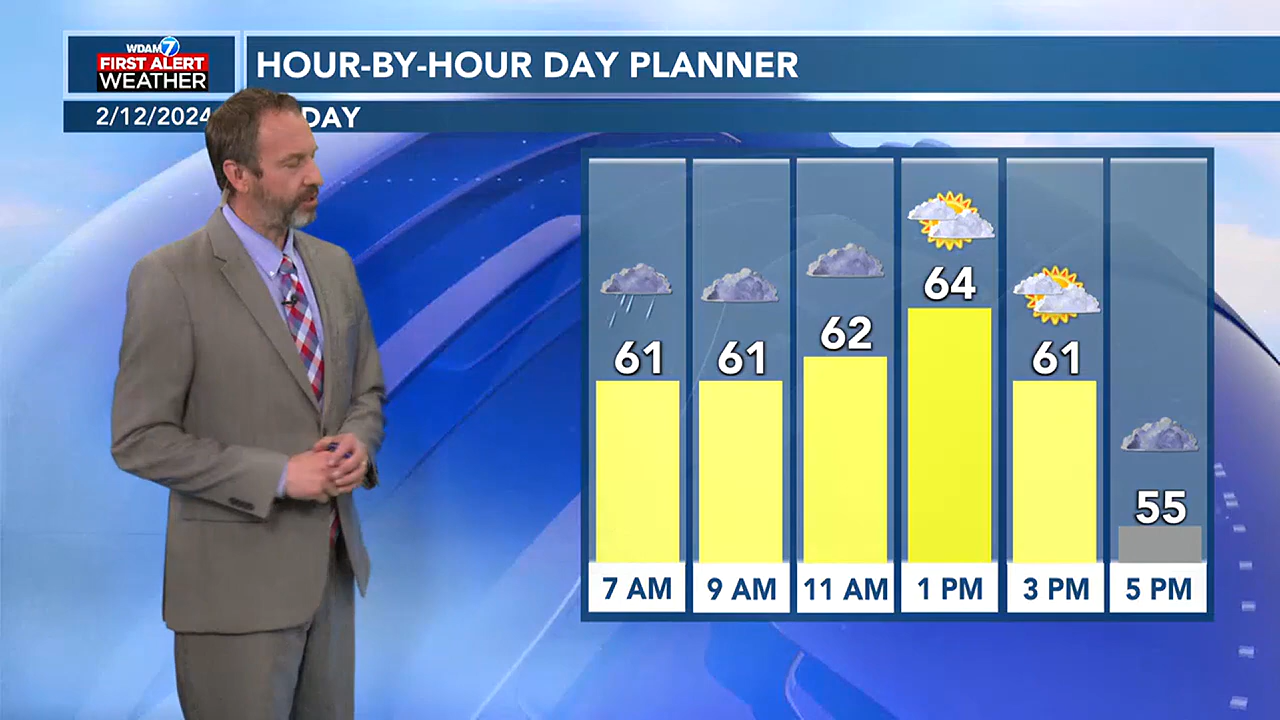 WDAM 7
FIRST ALERT
WEATHER
HOUR-BY-HOUR DAY PLANNER
2/12/2024
DAY
61
61
62
64
61
55
7 AM
9 AM
11 AM
1 PM
3 PM
5 PM